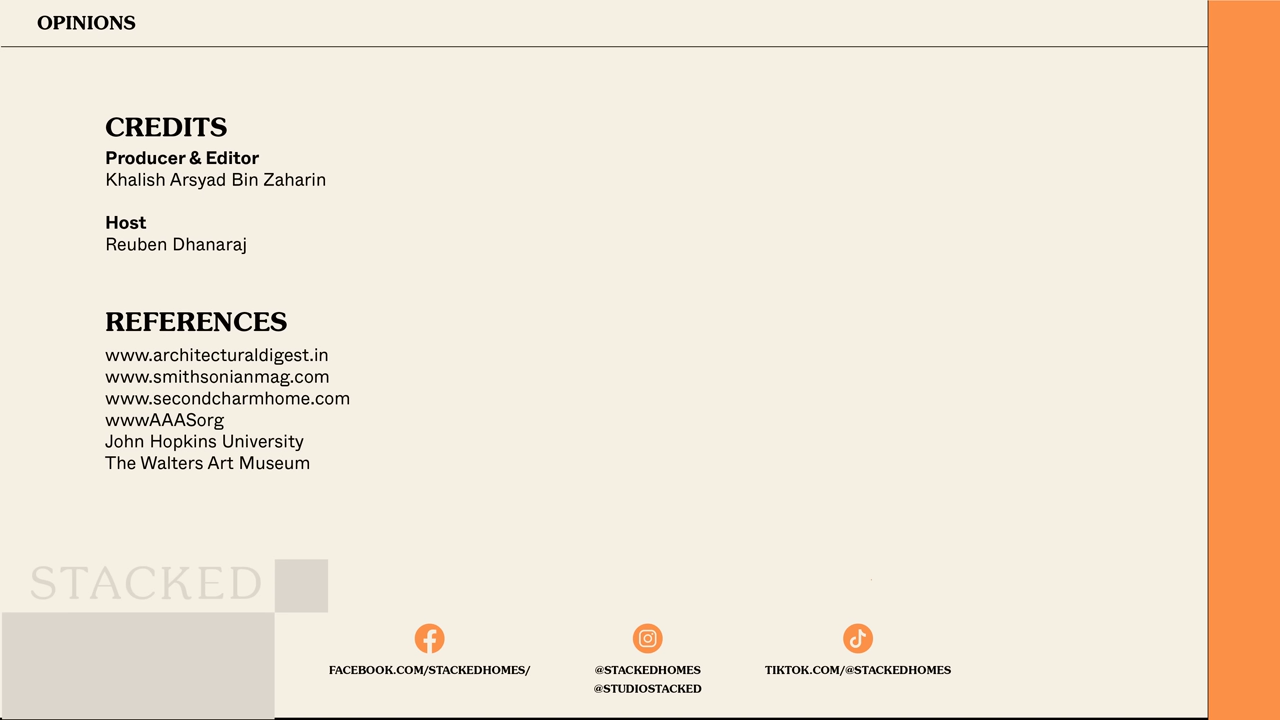 OPINIONS
CREDITS
Producer & Editor
Khalish Arsyad Bin Zaharin
Host
Reuben Dhanaraj
REFERENCES
www.architecturaldigest.in
www.smithsonianmag.com
www.secondcharmhome.com
wwwAAASorg
John Hopkins University
The Walters Art Museum
STACKED
FACEBOOK.COM/STACKEDHOMES/
@STACKEDHOMES
@STUDIOSTACKED
TIKTOK.COM/@STACKEDHOMES